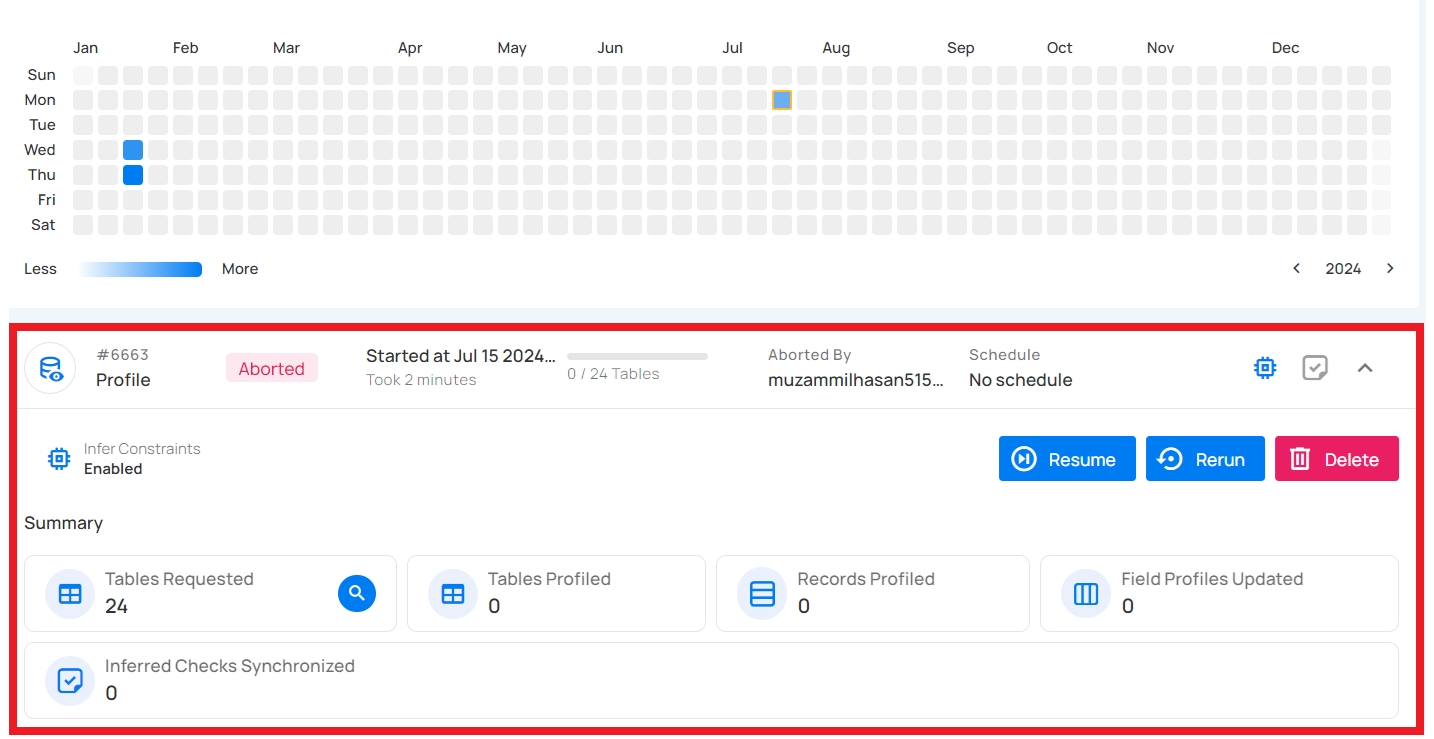 Jan Feb Mar Apr May Jun Jul Aug Sep Oct Nov Dec
Sun
Mon
Tue
Wed
Thu
Fri
Sat
Less More 2024
#6663
Profile
Aborted
Started at Jul 15 2024...
Took 2 minutes
0 / 24 Tables
Aborted By
muzammilhasan515...
Schedule
No schedule
Infer Constraints
Enabled
Resume
Rerun
Delete
Summary
Tables Requested
24
Tables Profiled
0
Records Profiled
0
Field Profiles Updated
0
Inferred Checks Synchronized
0